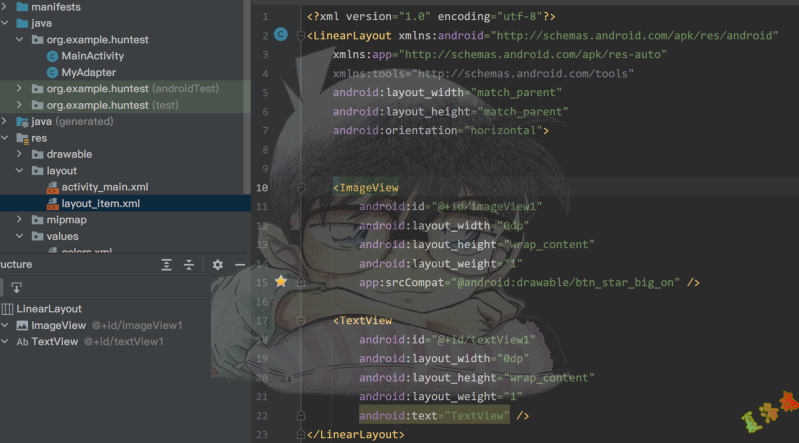 manifests
java
org.example.huntest
MainActivity
MyAdapter
org.example.huntest (androidTest)
org.example.huntest (test)
java (generated)
res
drawable
layout
activity_main.xml
layout_item.xml
mipmap
values
colors.xml
ructure
LinearLayout
ImageView @+id/imageView1
Ab TextView @+id/textView1
1 <?xml version="1.0" encoding="utf-8"?>
2 <LinearLayout xmlns:android="http://schemas.android.com/apk/res/android"
3 xmlns:app="http://schemas.android.com/apk/res-auto"
4 xmlns:tools="http://schemas.android.com/tools"
5 android:layout_width="match_parent"
6 android:layout_height="match_parent"
7 android:orientation="horizontal">
8
9
10 <ImageView
11 android:id="@+id/imageView1"
12 android:layout_width="0dp"
13 android:layout_height="wrap_content"
14 android:layout_weight="1"
15 app:srcCompat="@android:drawable/btn_star_big_on" />
16
17 <TextView
18 android:id="@+id/textView1"
19 android:layout_width="0dp"
20 android:layout_height="wrap_content"
21 android:layout_weight="1"
22 android:text="TextView" />
23 </LinearLayout>